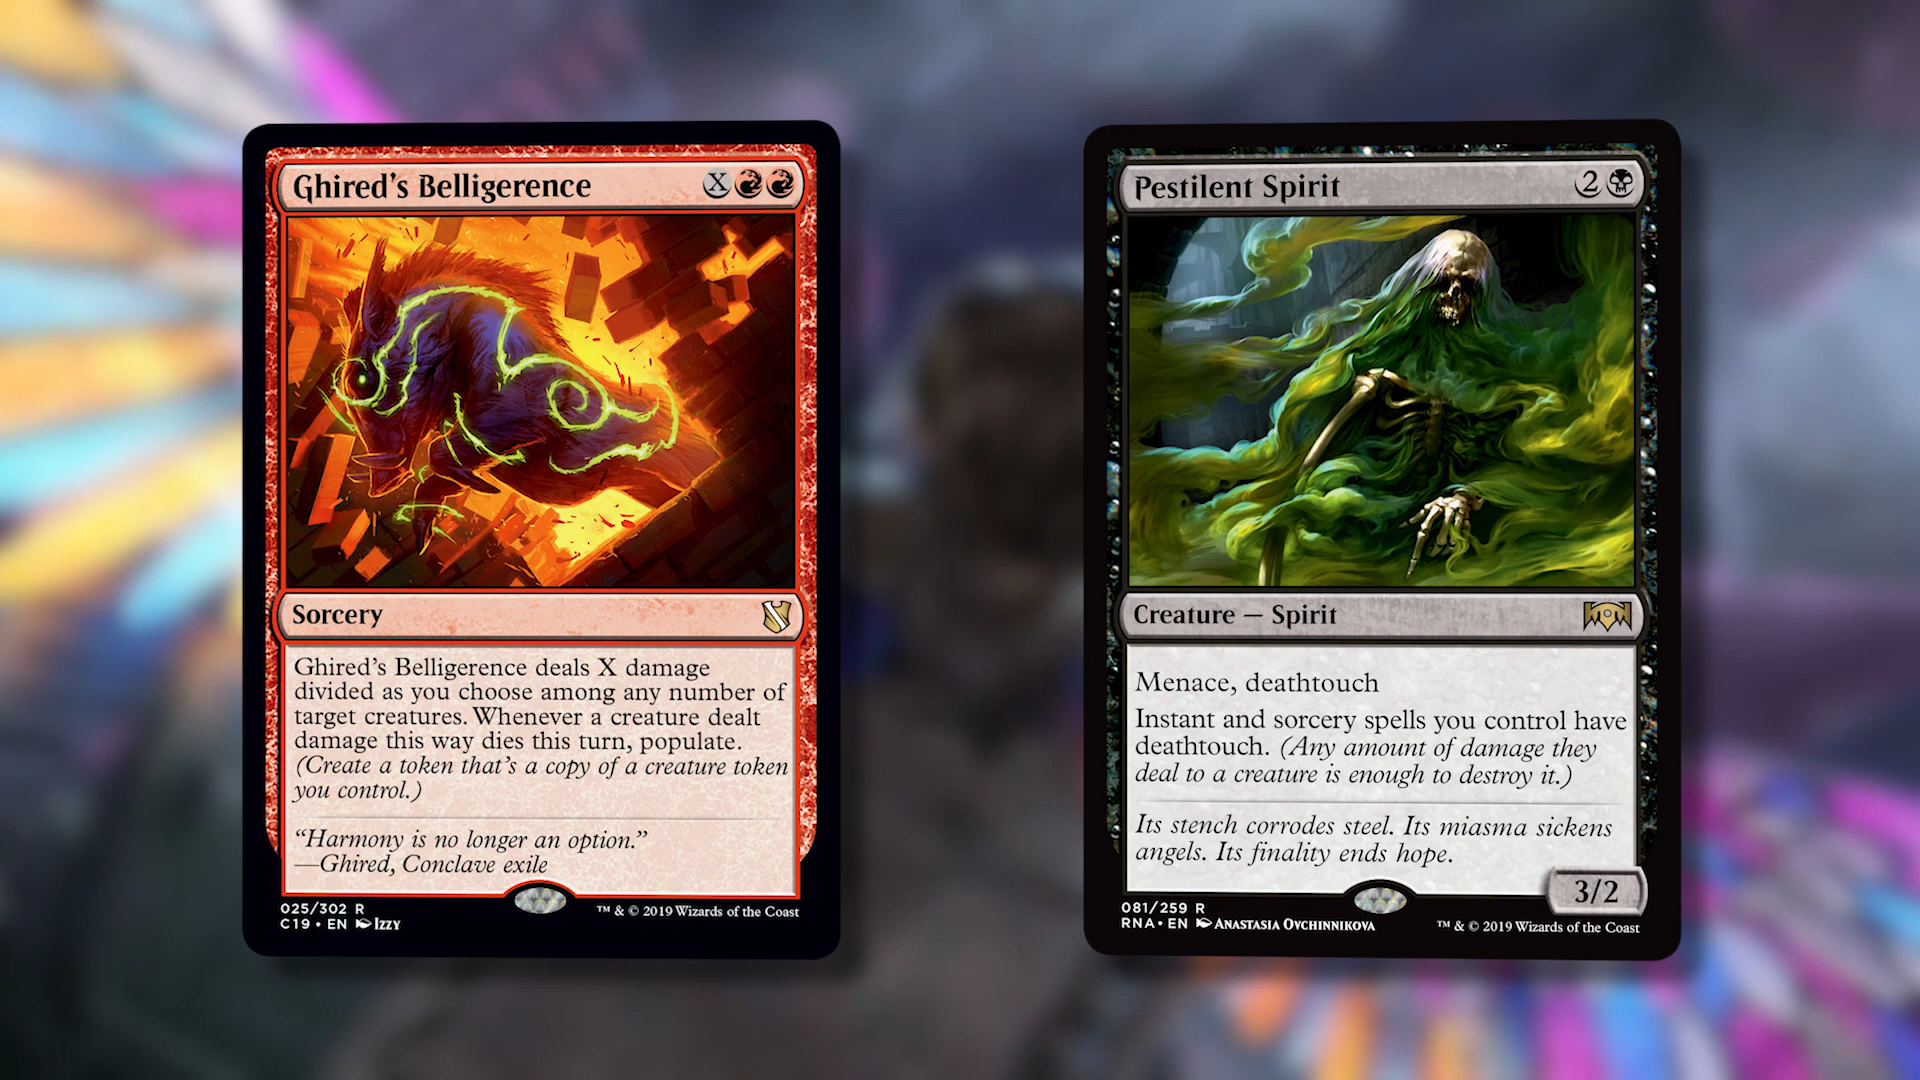 Ghired's Belligerence X
Sorcery
Ghired's Belligerence deals X damage
divided as you choose among any number of
target creatures. Whenever a creature dealt
damage this way dies this turn, populate.
(Create a token that's a copy of a creature token
you control.)
"Harmony is no longer an option."
—Ghired, Conclave exile
025/302 R
C19 • EN Izzy
™ & © 2019 Wizards of the Coast
Pestilent Spirit 2
Creature — Spirit
Menace, deathtouch
Instant and sorcery spells you control have
deathtouch. (Any amount of damage they
deal to a creature is enough to destroy it.)
Its stench corrodes steel. Its miasma sickens
angels. Its finality ends hope.
3/2
081/259 R
RNA • EN Anastasia Ovchinnikova
™ & © 2019 Wizards of the Coast